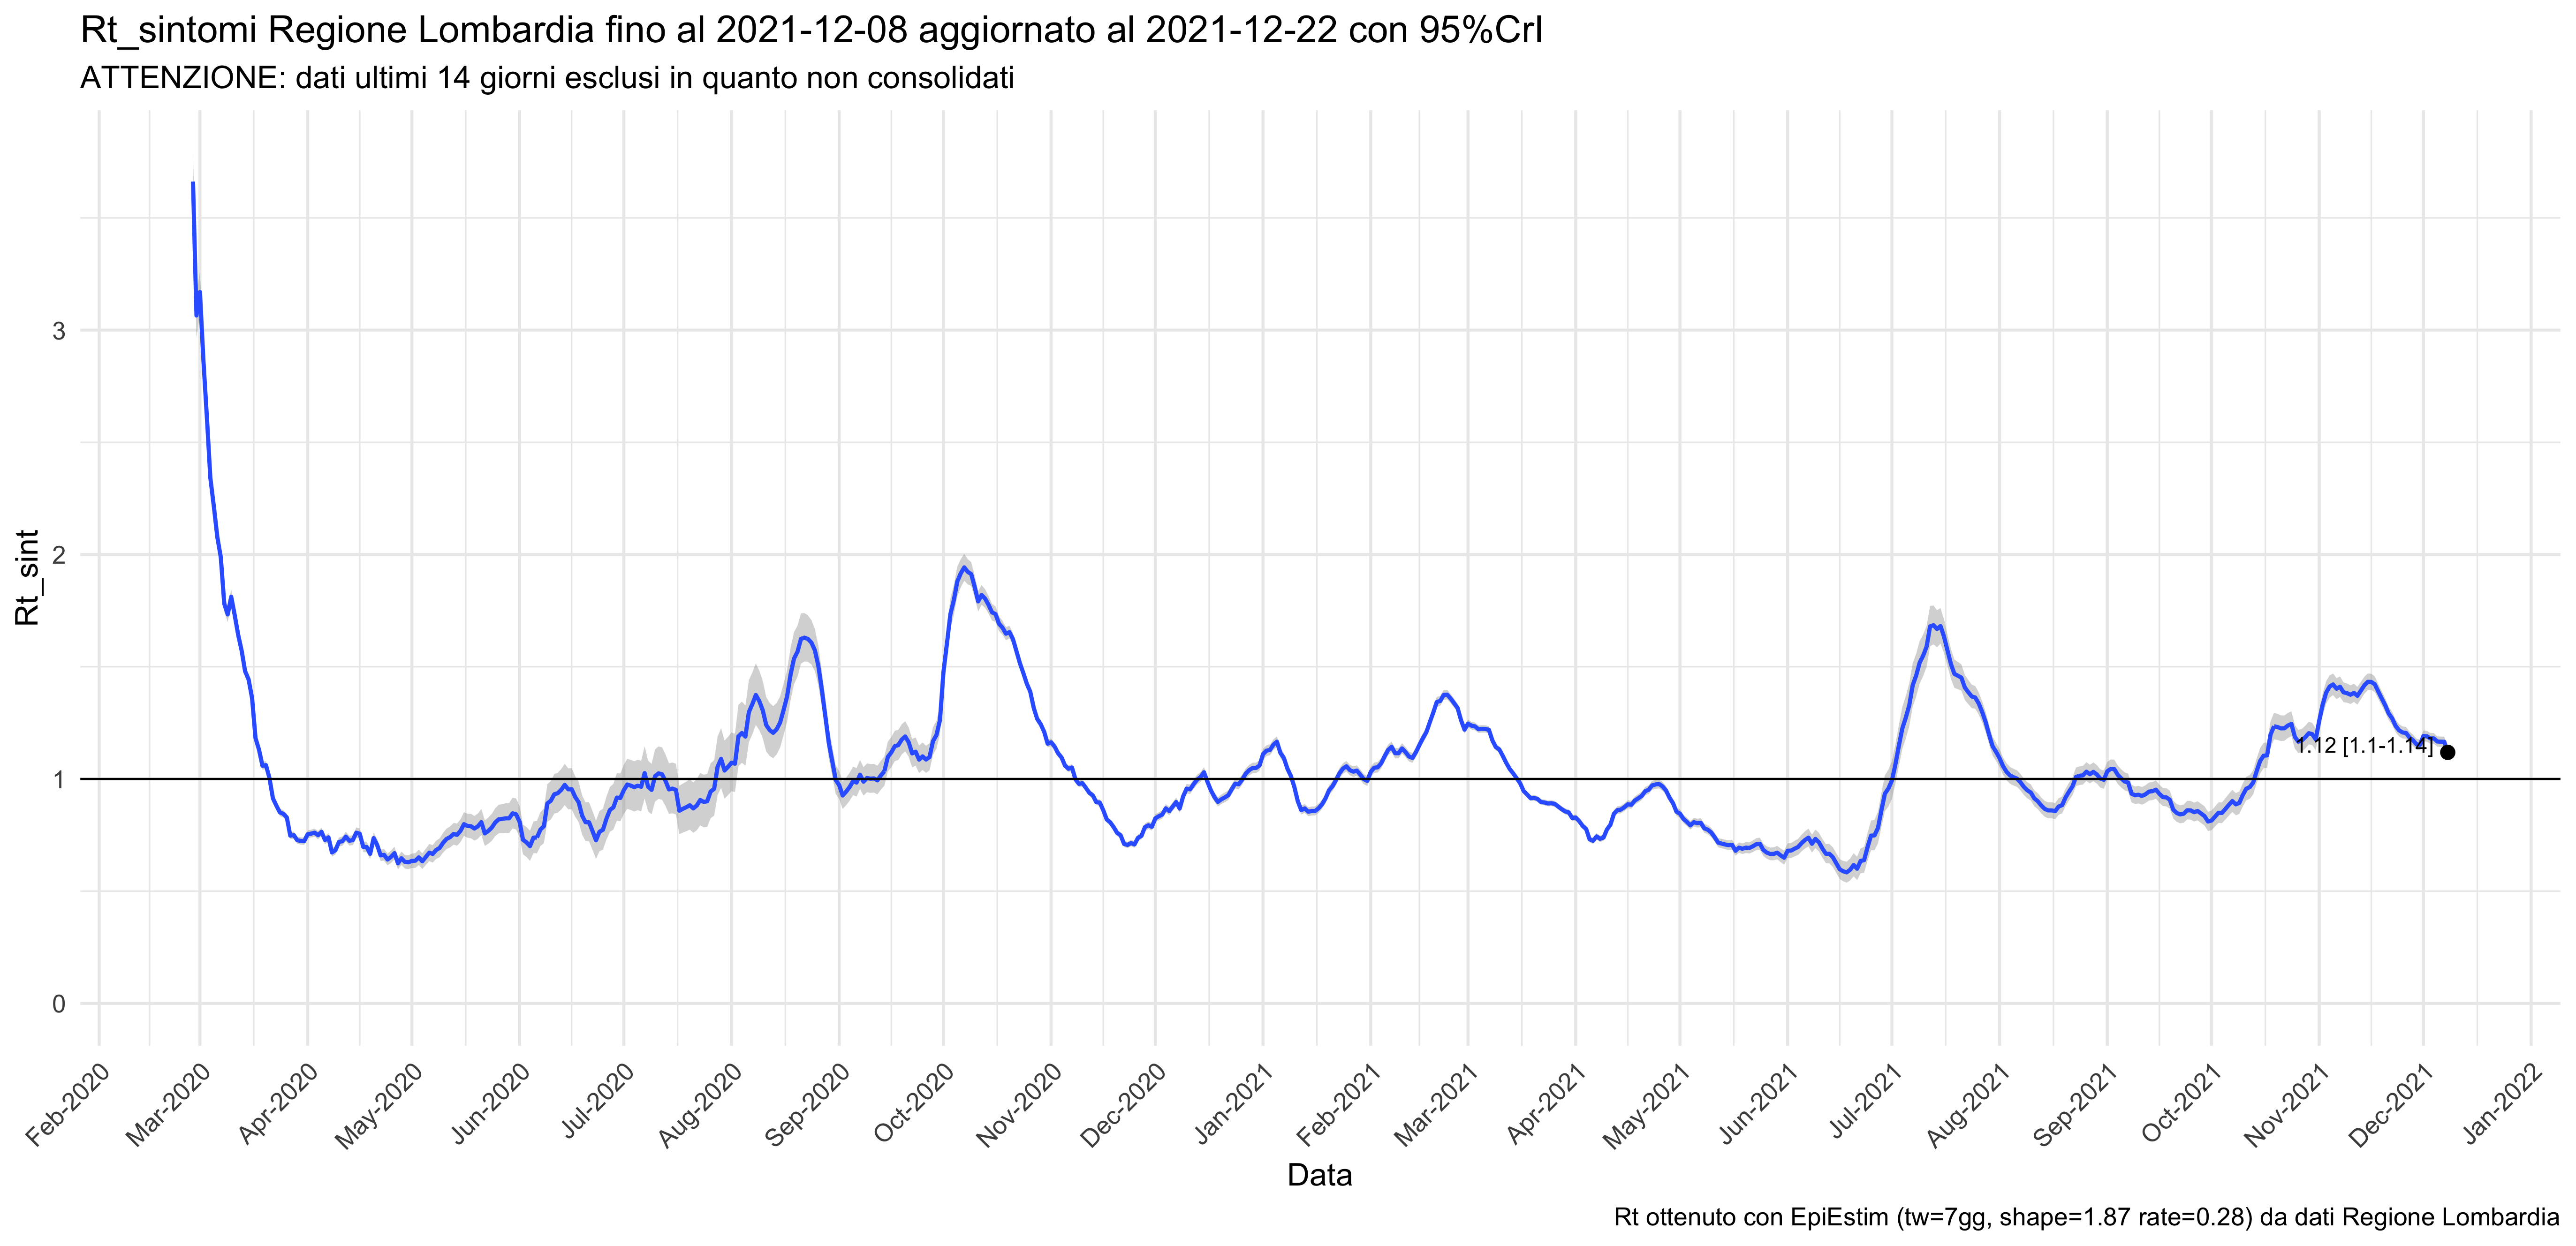 Rt_sintomi Regione Lombardia fino al 2021-12-08 aggiornato al 2021-12-22 con 95%CrI
ATTENZIONE: dati ultimi 14 giorni esclusi in quanto non consolidati
Rt_sint
3
2
1
0
1.12 [1.1-1.14]
Feb-2020
Mar-2020
Apr-2020
May-2020
Jun-2020
Jul-2020
Aug-2020
Sep-2020
Oct-2020
Nov-2020
Dec-2020
Jan-2021
Feb-2021
Mar-2021
Apr-2021
May-2021
Jun-2021
Jul-2021
Aug-2021
Sep-2021
Oct-2021
Nov-2021
Dec-2021
Jan-2022
Data
Rt ottenuto con EpiEstim (tw=7gg, shape=1.87 rate=0.28) da dati Regione Lombardia